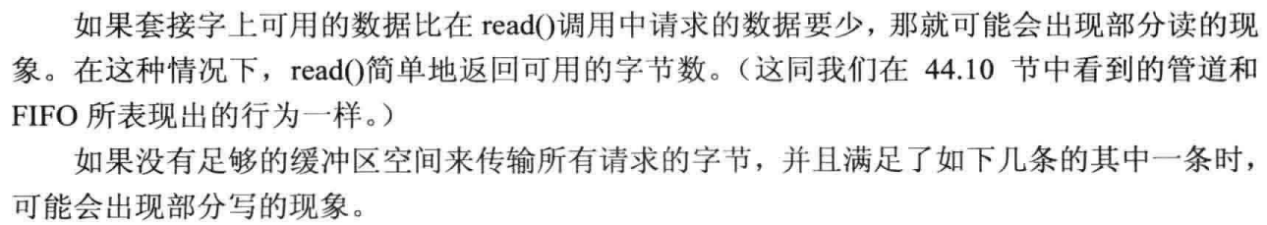 如果套接字上可用的数据比在 read()调用中请求的数据要少，那就可能会出现部分读的现
象。在这种情况下，read()简单地返回可用的字节数。（这同我们在 44.10 节中看到的管道和
FIFO 所表现出的行为一样。）
如果没有足够的缓冲区空间来传输所有请求的字节，并且满足了如下几条的其中一条时，
可能会出现部分写的现象。